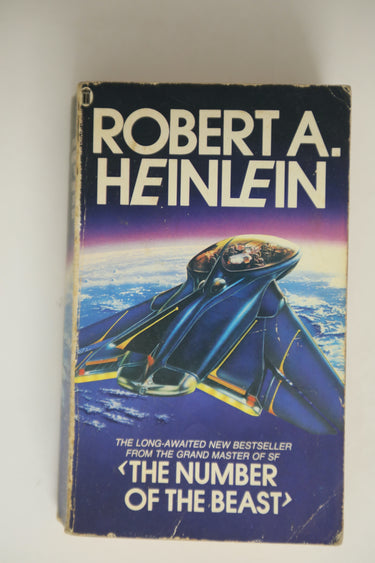 ROBERT A.
HEINLEIN
THE LONG-AWAITED NEW BESTSELLER
FROM THE GRAND MASTER OF SF
‹THE NUMBER
OF THE BEAST›